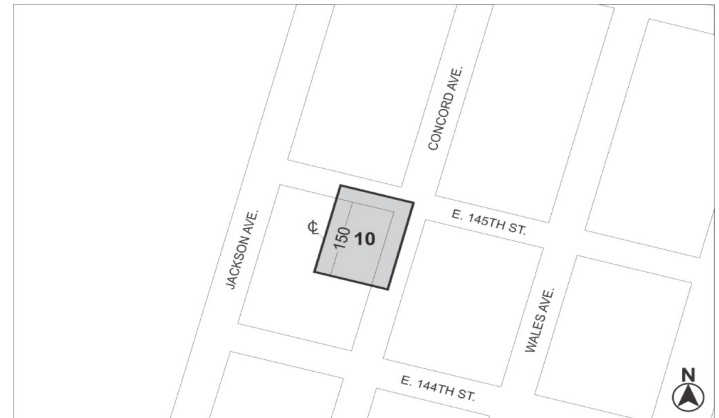 CONCORD AVE.
JACKSON AVE.
℄
150
10
E. 145TH ST.
WALES AVE.
E. 144TH ST.
N